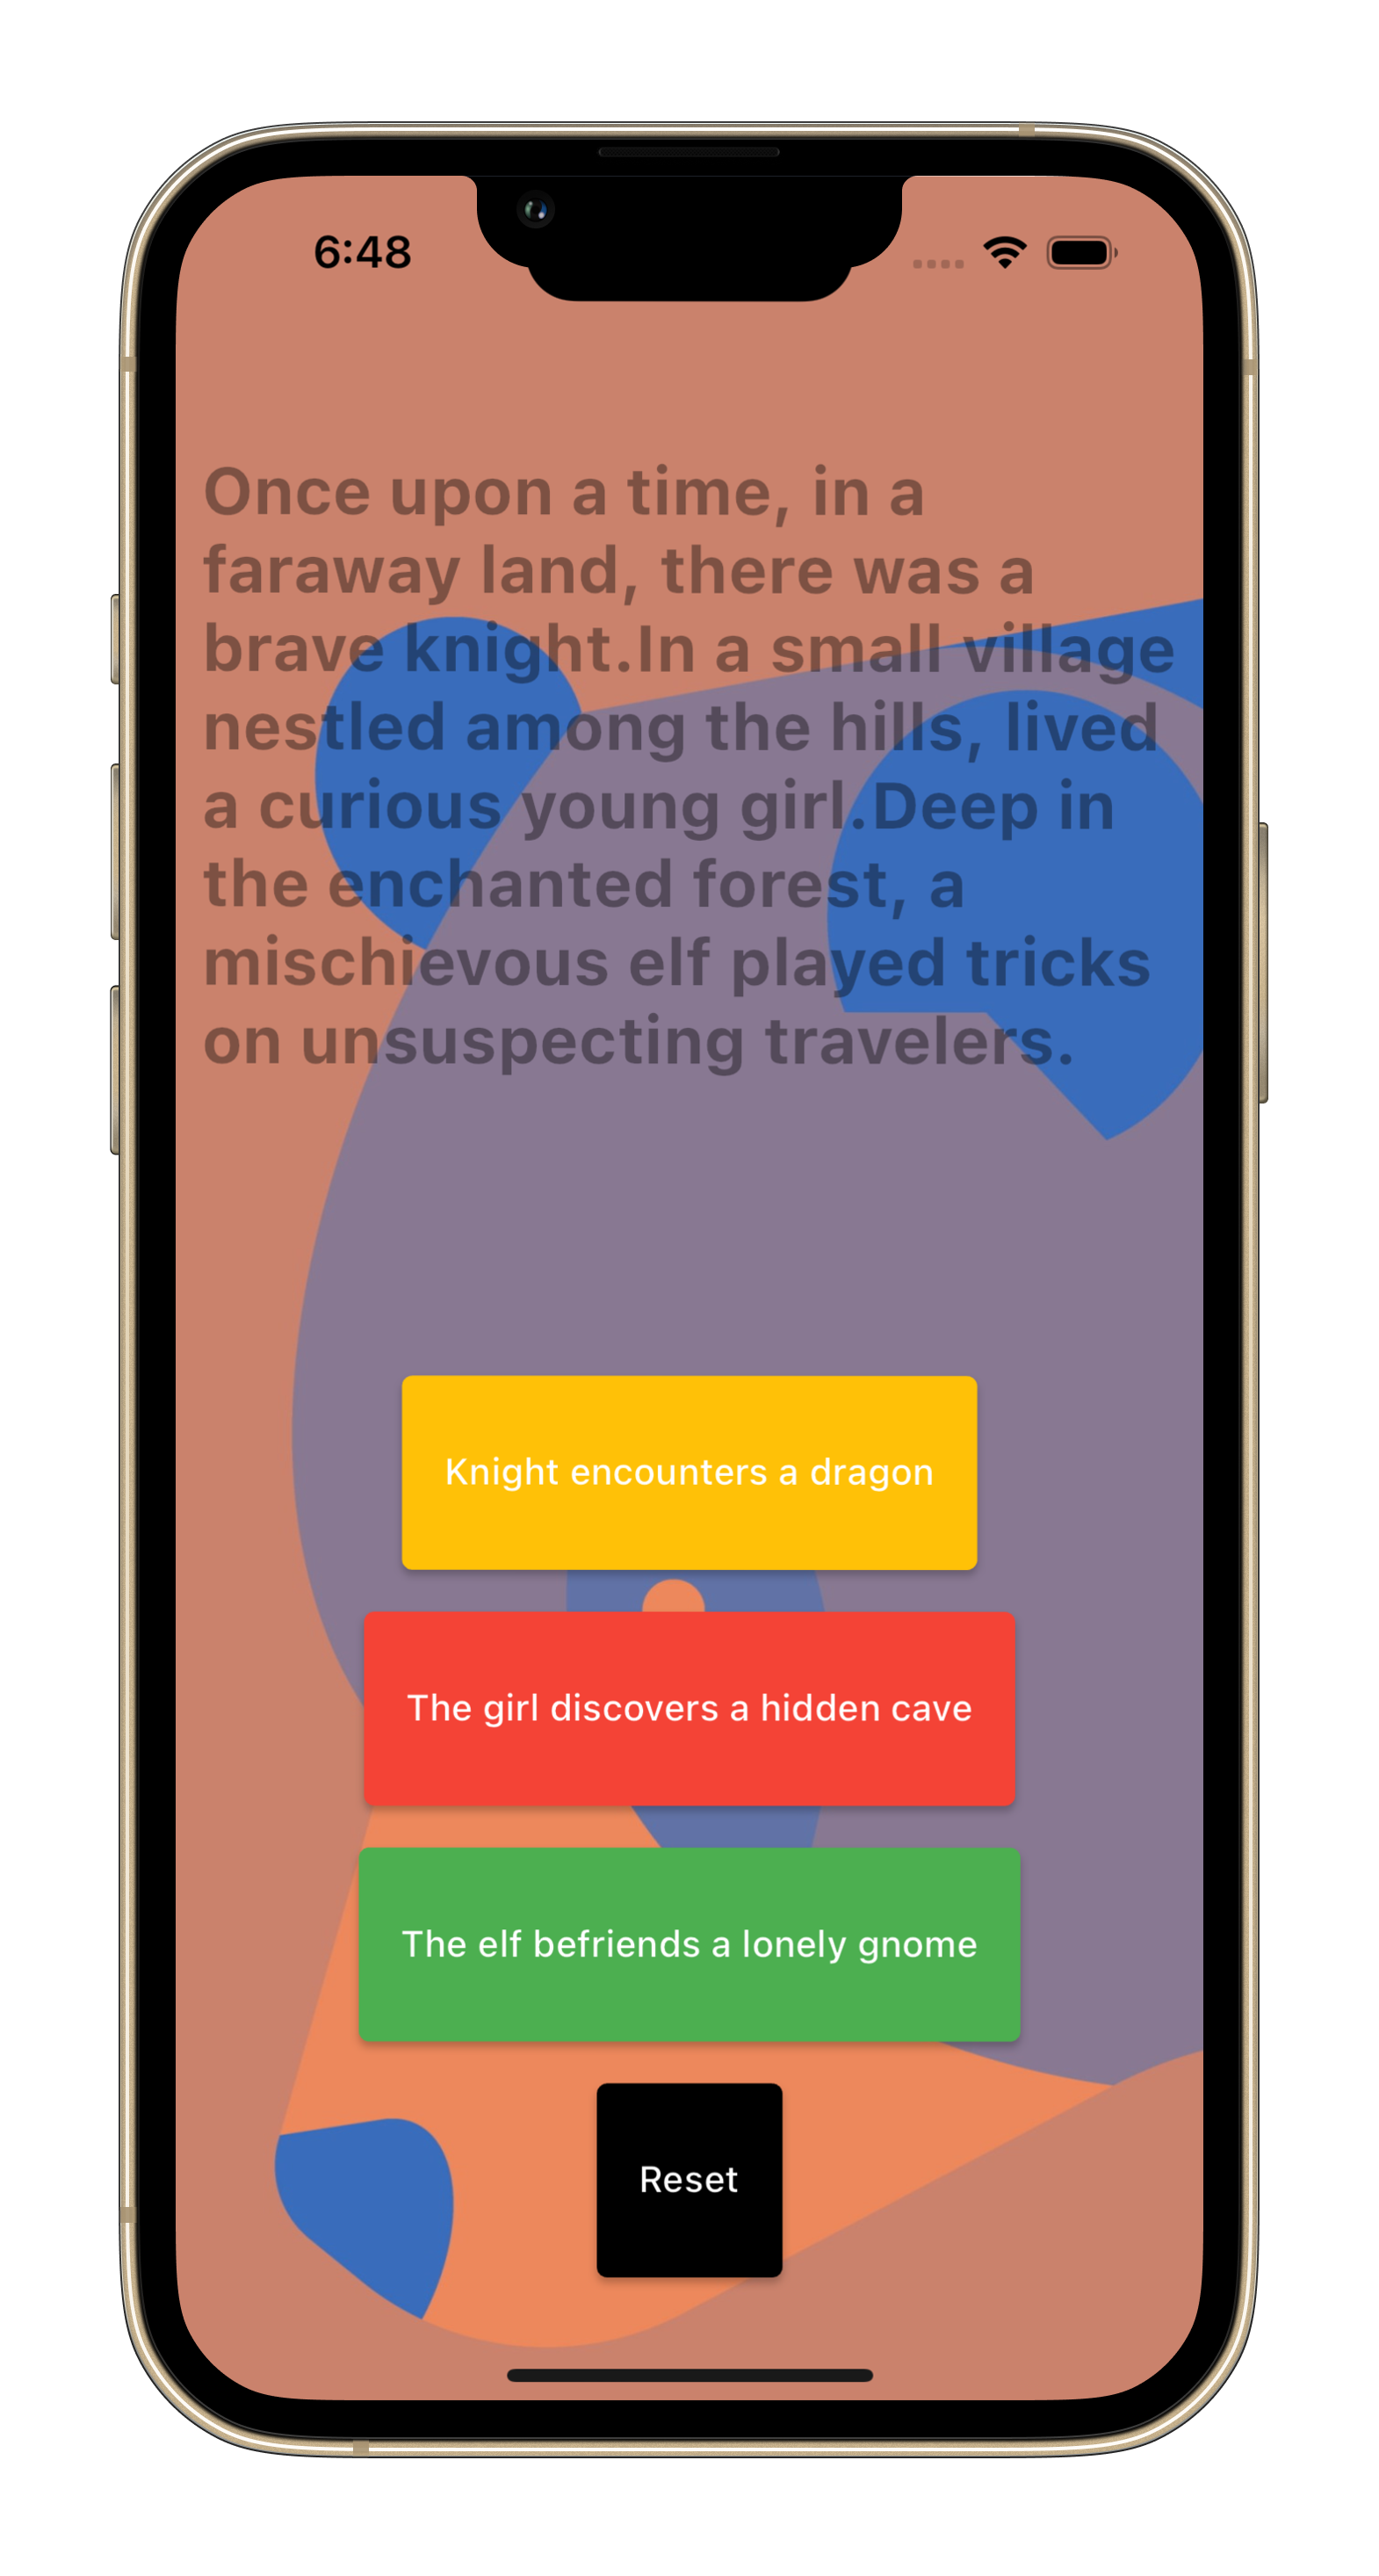 6:48
Once upon a time, in a
faraway land, there was a
brave knight.In a small village
nestled among the hills, lived
a curious young girl.Deep in
the enchanted forest, a
mischievous elf played tricks
on unsuspecting travelers.
Knight encounters a dragon
The girl discovers a hidden cave
The elf befriends a lonely gnome
Reset